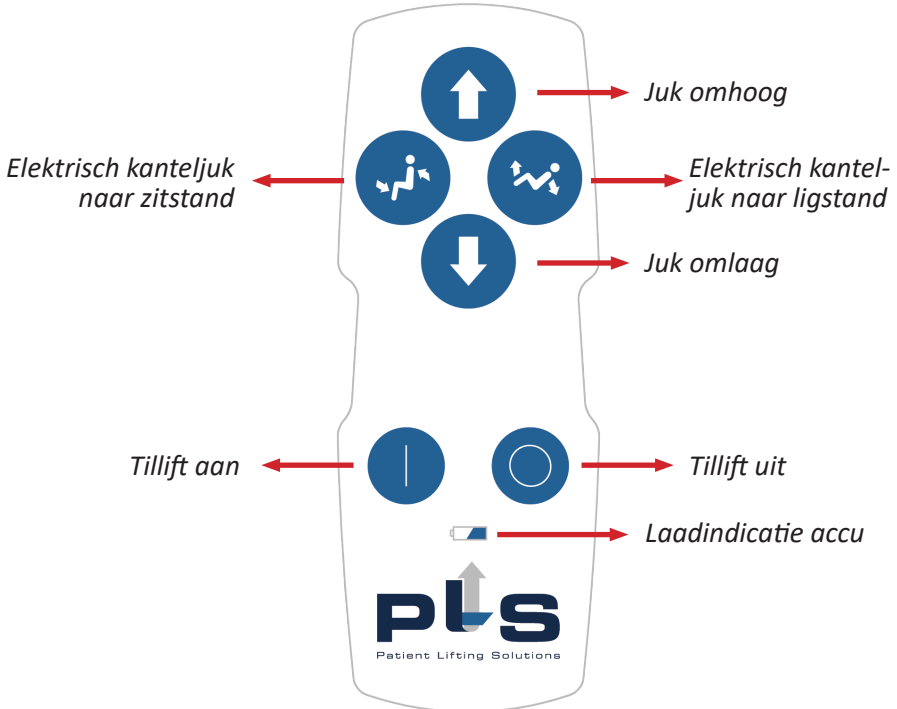 Juk omhoog
Elektrisch kanteljuk
naar zitstand
Elektrisch kantel-
juk naar ligstand
Juk omlaag
Tillift aan
Tillift uit
Laadindicatie accu
PLS
Patient Lifting Solutions